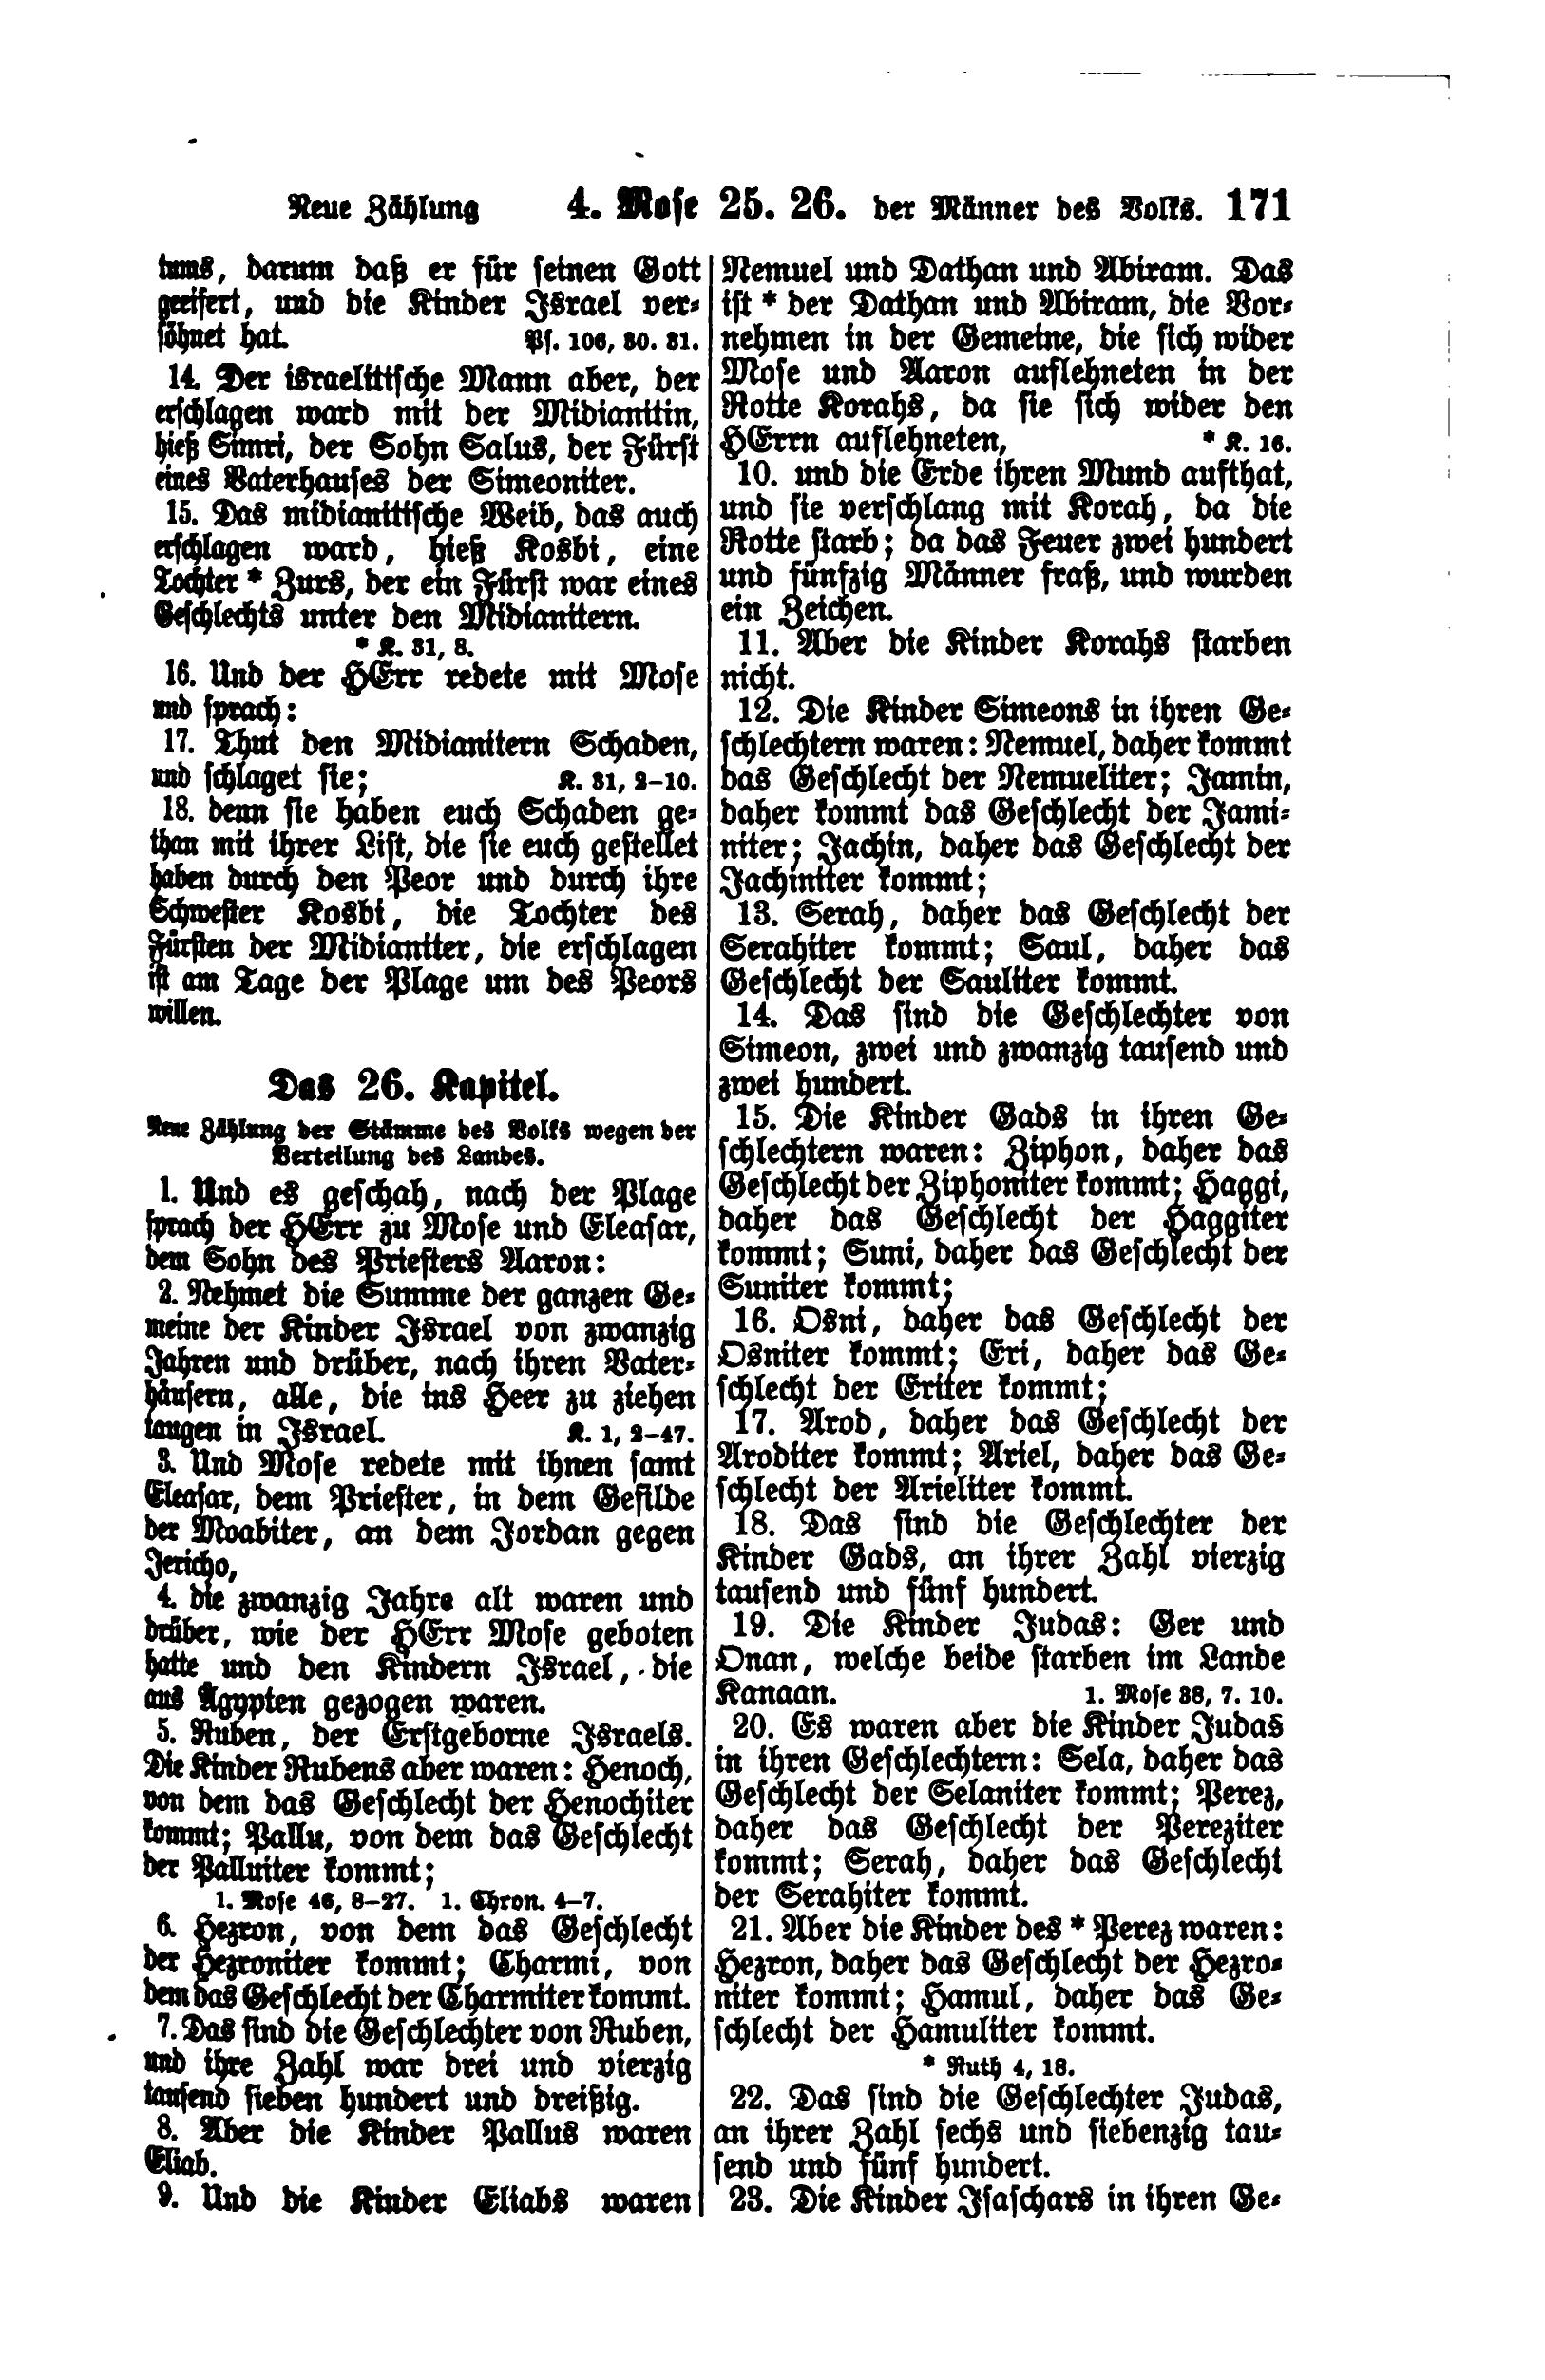 Neue Zählung 4. Mose 25. 26. der Männer des Volks. 171
tums, darum daß er für seinen Gott
geeifert, und die Kinder Israel ver-
söhnet hat. Ps. 106, 30. 31.
14. Der israelitische Mann aber, der
erschlagen ward mit der Midianitin,
hieß Simri, der Sohn Salus, der Fürst
eines Vaterhauses der Simeoniter.
15. Das midianitische Weib, das auch
erschlagen ward, hieß Kosbi, eine
Tochter * Zurs, der ein Fürst war eines
Geschlechts unter den Midianitern.
* K. 31, 8.
16. Und der HErr redete mit Mose
und sprach:
17. Thut den Midianitern Schaden,
und schlaget sie; K. 31, 2–10.
18. denn sie haben euch Schaden ge-
than mit ihrer List, die sie euch gestellet
haben durch den Peor und durch ihre
Schwester Kosbi, die Tochter des
Fürsten der Midianiter, die erschlagen
ist am Tage der Plage um des Peors
willen.
Das 26. Kapitel.
Neue Zählung der Stämme des Volks wegen der
Verteilung des Landes.
1. Und es geschah, nach der Plage
sprach der HErr zu Mose und Eleasar,
dem Sohn des Priesters Aaron:
2. Nehmet die Summe der ganzen Ge-
meine der Kinder Israel von zwanzig
Jahren und drüber, nach ihren Vater-
häusern, alle, die ins Heer zu ziehen
taugen in Israel. K. 1, 2–47.
3. Und Mose redete mit ihnen samt
Eleasar, dem Priester, in dem Gefilde
der Moabiter, an dem Jordan gegen
Jericho,
4. die zwanzig Jahre alt waren und
drüber, wie der HErr Mose geboten
hatte und den Kindern Israel, die
aus Ägypten gezogen waren.
5. Ruben, der Erstgeborne Israels.
Die Kinder Rubens aber waren: Henoch,
von dem das Geschlecht der Henochiter
kommt; Pallu, von dem das Geschlecht
der Palluiter kommt;
1. Mose 46, 8–27. 1. Chron. 4–7.
6. Hezron, von dem das Geschlecht
der Hezroniter kommt; Charmi, von
dem das Geschlecht der Charmiter kommt.
7. Das sind die Geschlechter von Ruben,
und ihre Zahl war drei und vierzig
tausend sieben hundert und dreißig.
8. Aber die Kinder Pallus waren
Eliab.
9. Und die Kinder Eliabs waren
Nemuel und Dathan und Abiram. Das
ist * der Dathan und Abiram, die Vor-
nehmen in der Gemeine, die sich wider
Mose und Aaron auflehneten in der
Rotte Korahs, da sie sich wider den
HErrn auflehneten, * K. 16.
10. und die Erde ihren Mund aufthat,
und sie verschlang mit Korah, da die
Rotte starb; da das Feuer zwei hundert
und fünfzig Männer fraß, und wurden
ein Zeichen.
11. Aber die Kinder Korahs starben
nicht.
12. Die Kinder Simeons in ihren Ge-
schlechtern waren: Nemuel, daher kommt
das Geschlecht der Nemueliter; Jamin,
daher kommt das Geschlecht der Jami-
niter; Jachin, daher das Geschlecht der
Jachiniter kommt;
13. Serah, daher das Geschlecht der
Serahiter kommt; Saul, daher das
Geschlecht der Sauliter kommt.
14. Das sind die Geschlechter von
Simeon, zwei und zwanzig tausend und
zwei hundert.
15. Die Kinder Gads in ihren Ge-
schlechtern waren: Ziphon, daher das
Geschlecht der Ziphoniter kommt; Haggi,
daher das Geschlecht der Haggiter
kommt; Suni, daher das Geschlecht der
Suniter kommt;
16. Osni, daher das Geschlecht der
Osniter kommt; Eri, daher das Ge-
schlecht der Eriter kommt;
17. Arod, daher das Geschlecht der
Aroditer kommt; Ariel, daher das Ge-
schlecht der Arieliter kommt.
18. Das sind die Geschlechter der
Kinder Gads, an ihrer Zahl vierzig
tausend und fünf hundert.
19. Die Kinder Judas: Ger und
Onan, welche beide starben im Lande
Kanaan. 1. Mose 38, 7. 10.
20. Es waren aber die Kinder Judas
in ihren Geschlechtern: Sela, daher das
Geschlecht der Selaniter kommt; Perez,
daher das Geschlecht der Pereziter
kommt; Serah, daher das Geschlecht
der Serahiter kommt.
21. Aber die Kinder des * Perez waren:
Hezron, daher das Geschlecht der Hezro-
niter kommt; Hamul, daher das Ge-
schlecht der Hamuliter kommt.
* Ruth 4, 18.
22. Das sind die Geschlechter Judas,
an ihrer Zahl sechs und siebenzig tau-
send und fünf hundert.
23. Die Kinder Isaschars in ihren Ge-